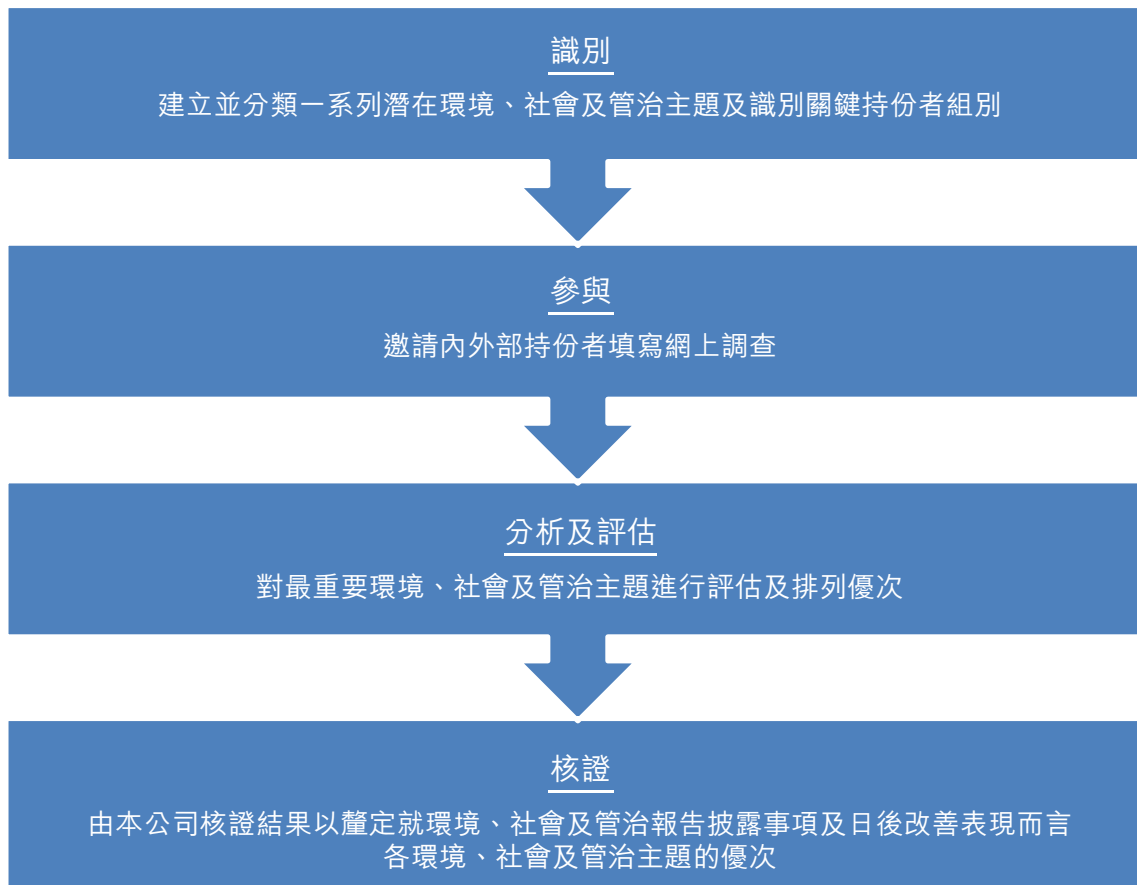 識別
建立並分類一系列潛在環境、社會及管治主題及識別關鍵持份者組別
參與
邀請內外部持份者填寫網上調查
分析及評估
對最重要環境、社會及管治主題進行評估及排列優次
核證
由本公司核證結果以釐定就環境、社會及管治報告披露事項及日後改善表現而言
各環境、社會及管治主題的優次